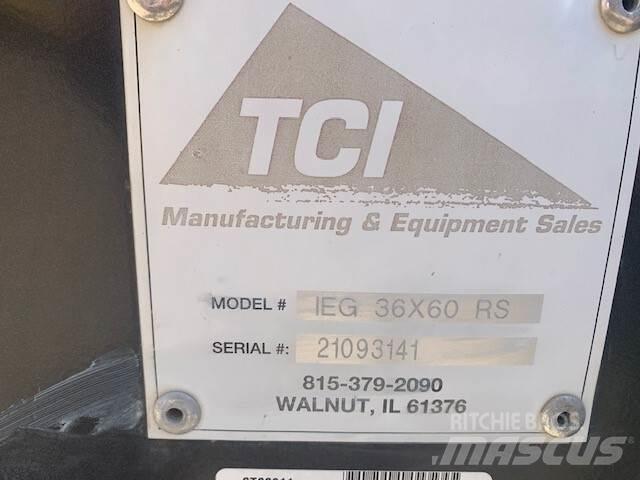 TCI
Manufacturing & Equipment Sales
MODEL # IEG 36X60 RS
SERIAL #: 21093141
815-379-2090
WALNUT, IL 61376
RITCHIE BROS
MASCUS